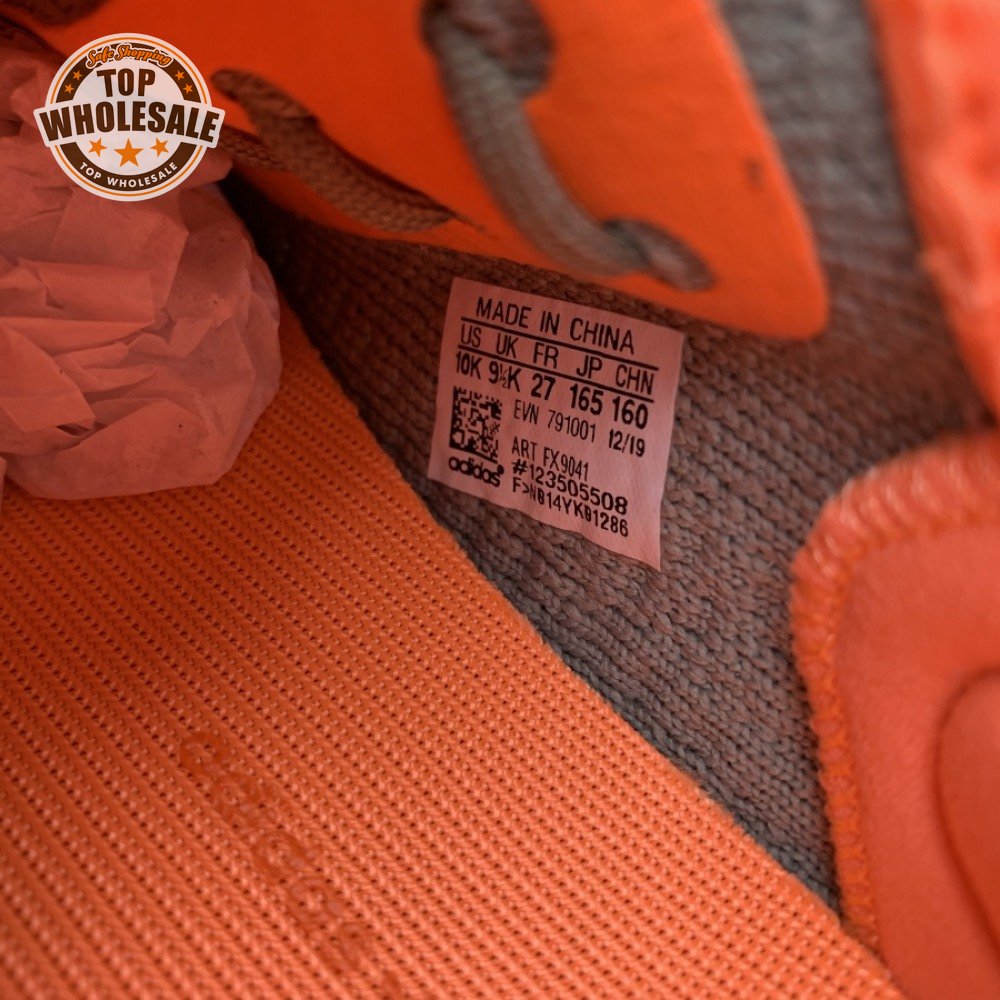 Safe Shopping
TOP
WHOLESALE
TOP WHOLESALE
MADE IN CHINA
US UK FR JP CHN
10K 9½K 27 165 160
EVN 791001 12/19
ART FX9041
#123505508
F>N014YK01286
adidas